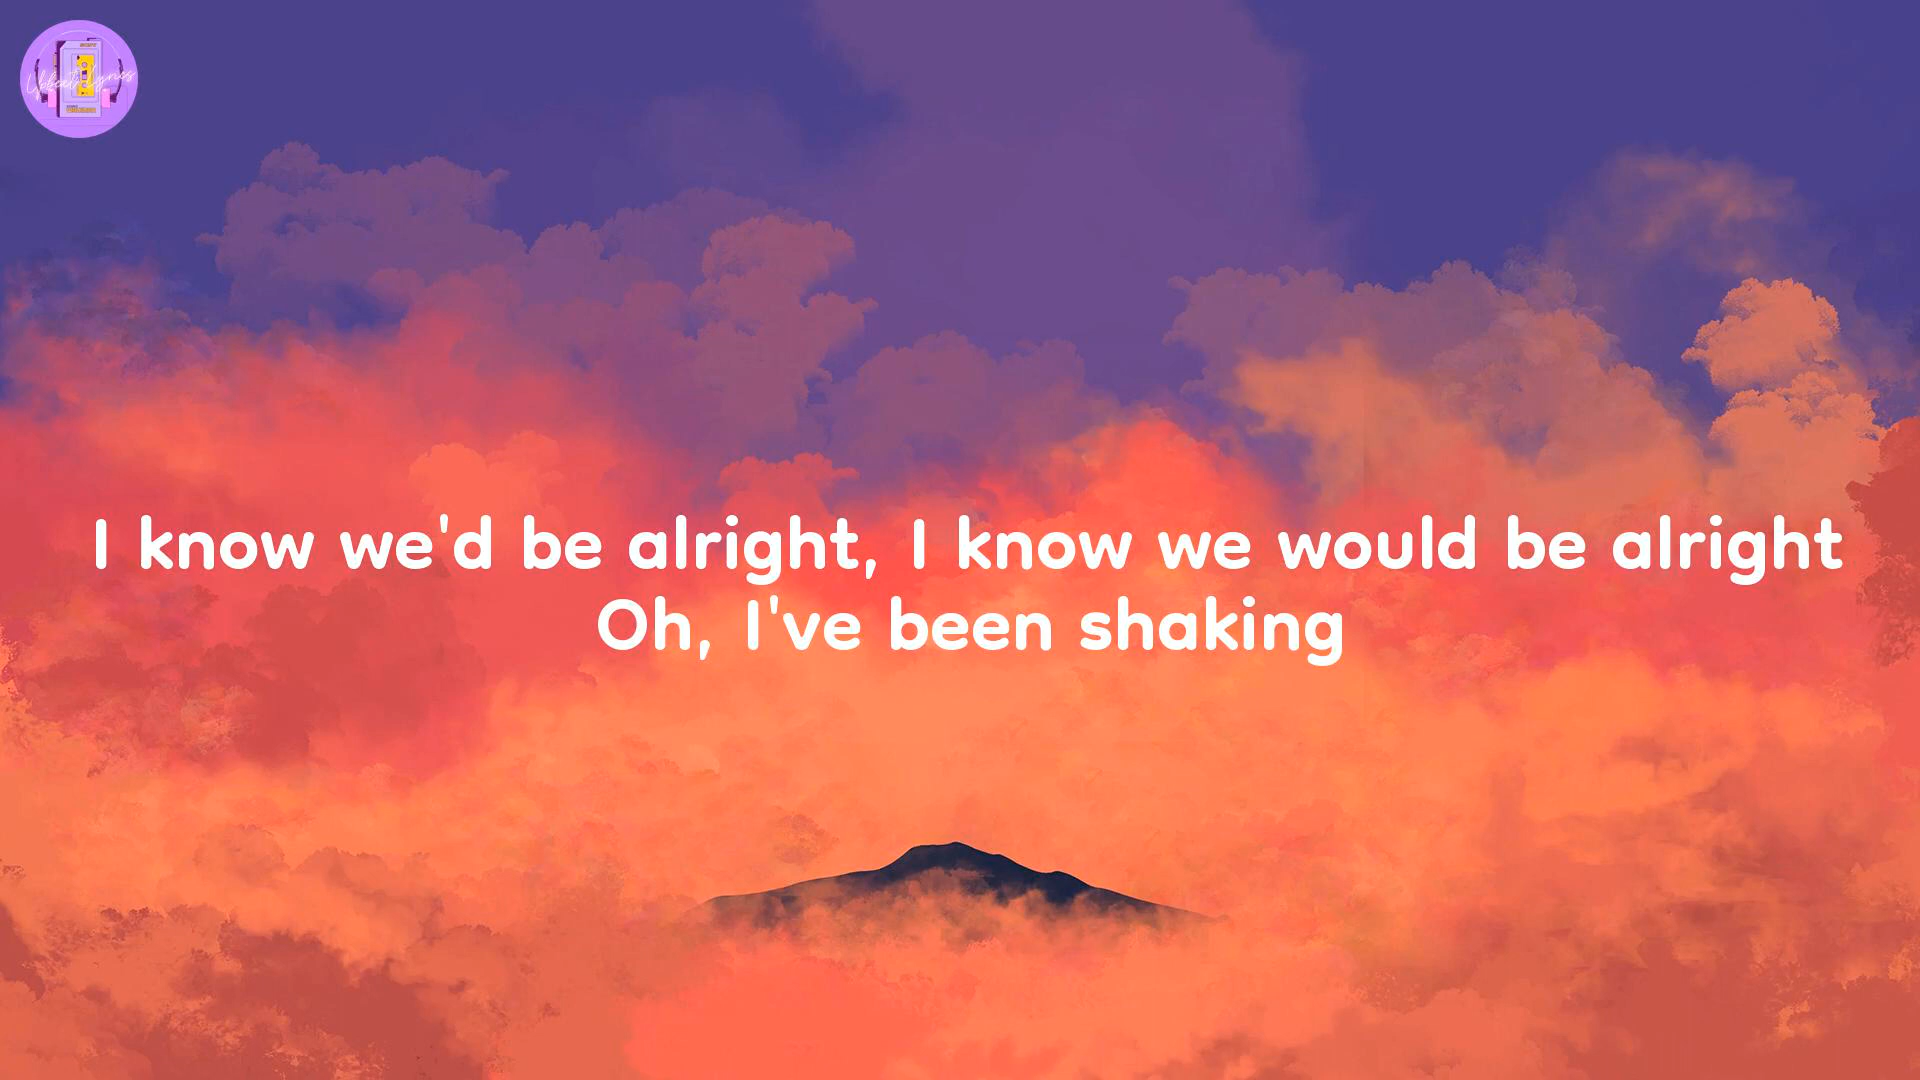 I know we'd be alright, I know we would be alright
Oh, I've been shaking